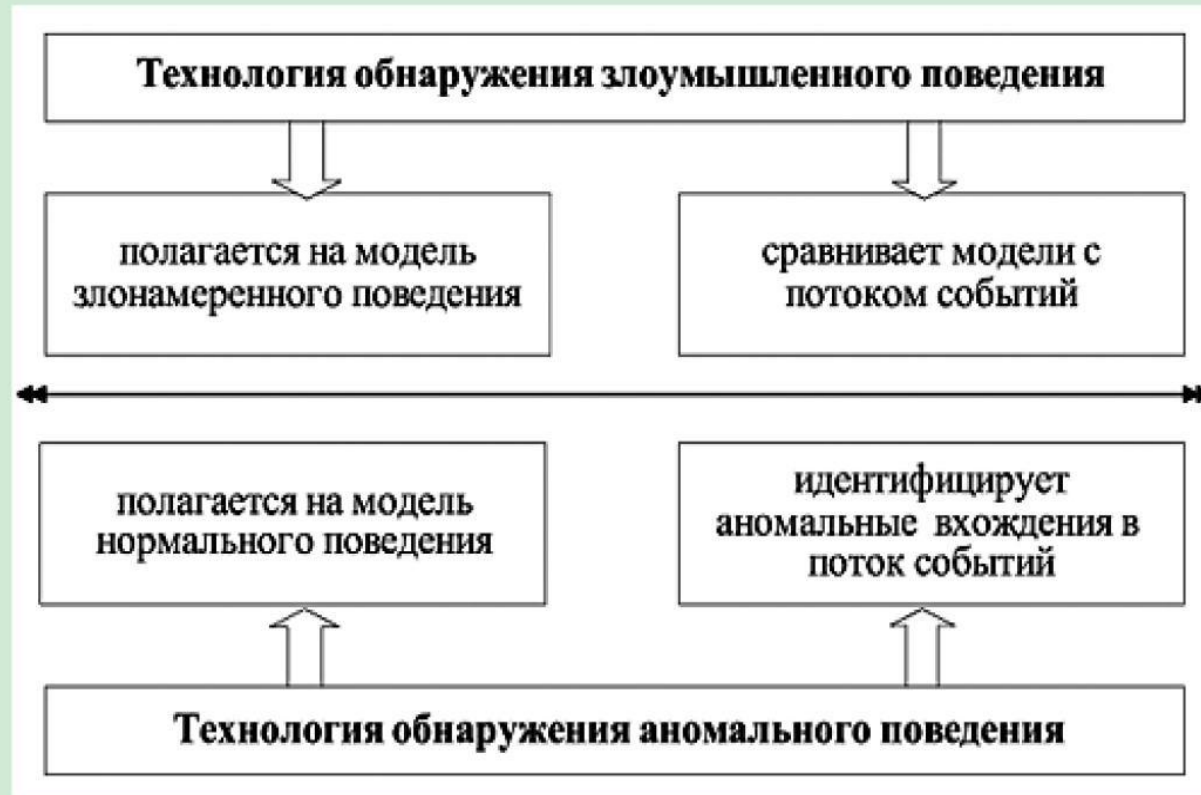 Технология обнаружения злоумышленного поведения
полагается на модель
злонамеренного поведения
сравнивает модели с
потоком событий
полагается на модель
нормального поведения
идентифицирует
аномальные вхождения в
поток событий
Технология обнаружения аномального поведения